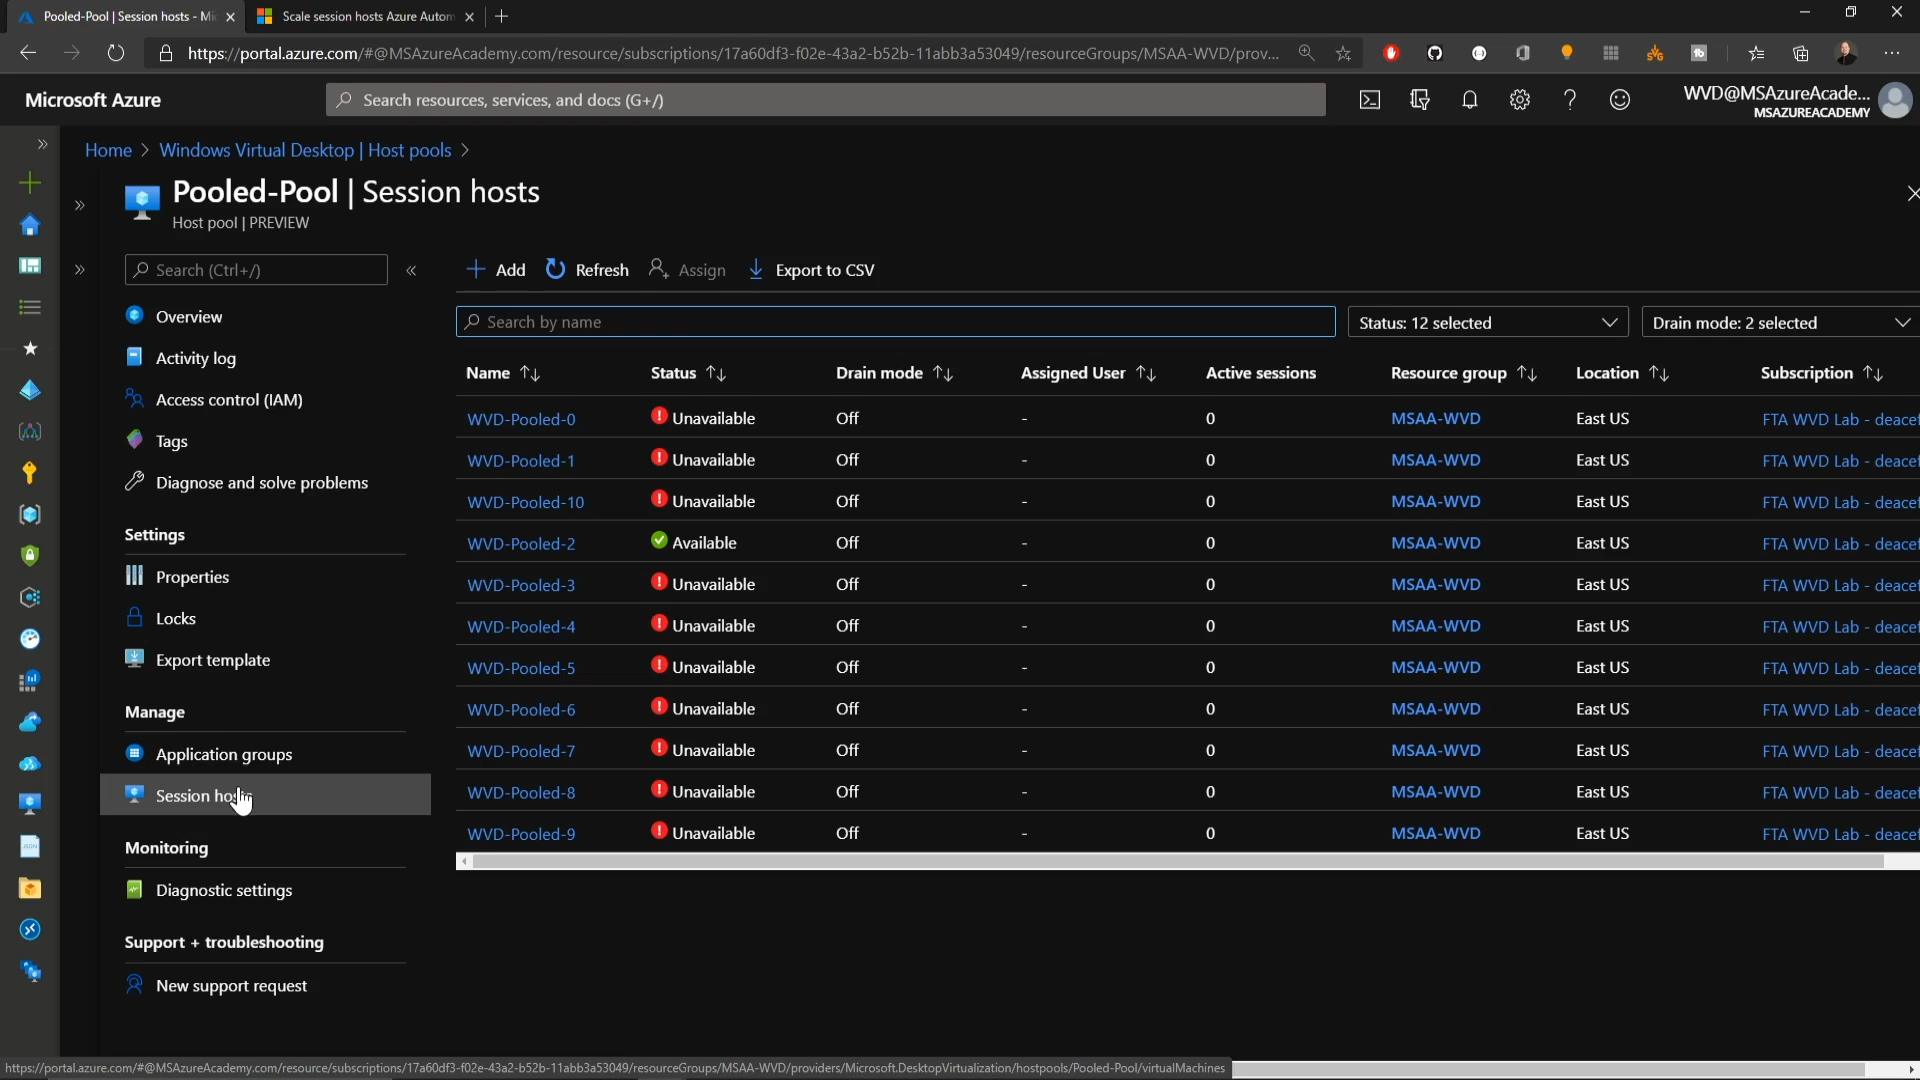 Pooled-Pool | Session hosts - Mi
Scale session hosts Azure Autom
https://portal.azure.com/#@MSAzureAcademy.com/resource/subscriptions/17a60df3-f02e-43a2-b52b-11abb3a53049/resourceGroups/MSAA-WVD/prov...
Microsoft Azure
Search resources, services, and docs (G+/)
WVD@MSAzureAcade...
MSAZUREACADEMY
Home > Windows Virtual Desktop | Host pools >
Pooled-Pool | Session hosts
Host pool | PREVIEW
Search (Ctrl+/)
Add Refresh Assign Export to CSV
Overview
Activity log
Access control (IAM)
Tags
Diagnose and solve problems
Settings
Properties
Locks
Export template
Manage
Application groups
Session hosts
Monitoring
Diagnostic settings
Support + troubleshooting
New support request
Search by name
Status: 12 selected
Drain mode: 2 selected
Name Status Drain mode Assigned User Active sessions Resource group Location Subscription
WVD-Pooled-0 Unavailable Off - 0 MSAA-WVD East US FTA WVD Lab - deacef
WVD-Pooled-1 Unavailable Off - 0 MSAA-WVD East US FTA WVD Lab - deacef
WVD-Pooled-10 Unavailable Off - 0 MSAA-WVD East US FTA WVD Lab - deacef
WVD-Pooled-2 Available Off - 0 MSAA-WVD East US FTA WVD Lab - deacef
WVD-Pooled-3 Unavailable Off - 0 MSAA-WVD East US FTA WVD Lab - deacef
WVD-Pooled-4 Unavailable Off - 0 MSAA-WVD East US FTA WVD Lab - deacef
WVD-Pooled-5 Unavailable Off - 0 MSAA-WVD East US FTA WVD Lab - deacef
WVD-Pooled-6 Unavailable Off - 0 MSAA-WVD East US FTA WVD Lab - deacef
WVD-Pooled-7 Unavailable Off - 0 MSAA-WVD East US FTA WVD Lab - deacef
WVD-Pooled-8 Unavailable Off - 0 MSAA-WVD East US FTA WVD Lab - deacef
WVD-Pooled-9 Unavailable Off - 0 MSAA-WVD East US FTA WVD Lab - deacef
https://portal.azure.com/#@MSAzureAcademy.com/resource/subscriptions/17a60df3-f02e-43a2-b52b-11abb3a53049/resourceGroups/MSAA-WVD/providers/Microsoft.DesktopVirtualization/hostpools/Pooled-Pool/virtualMachines